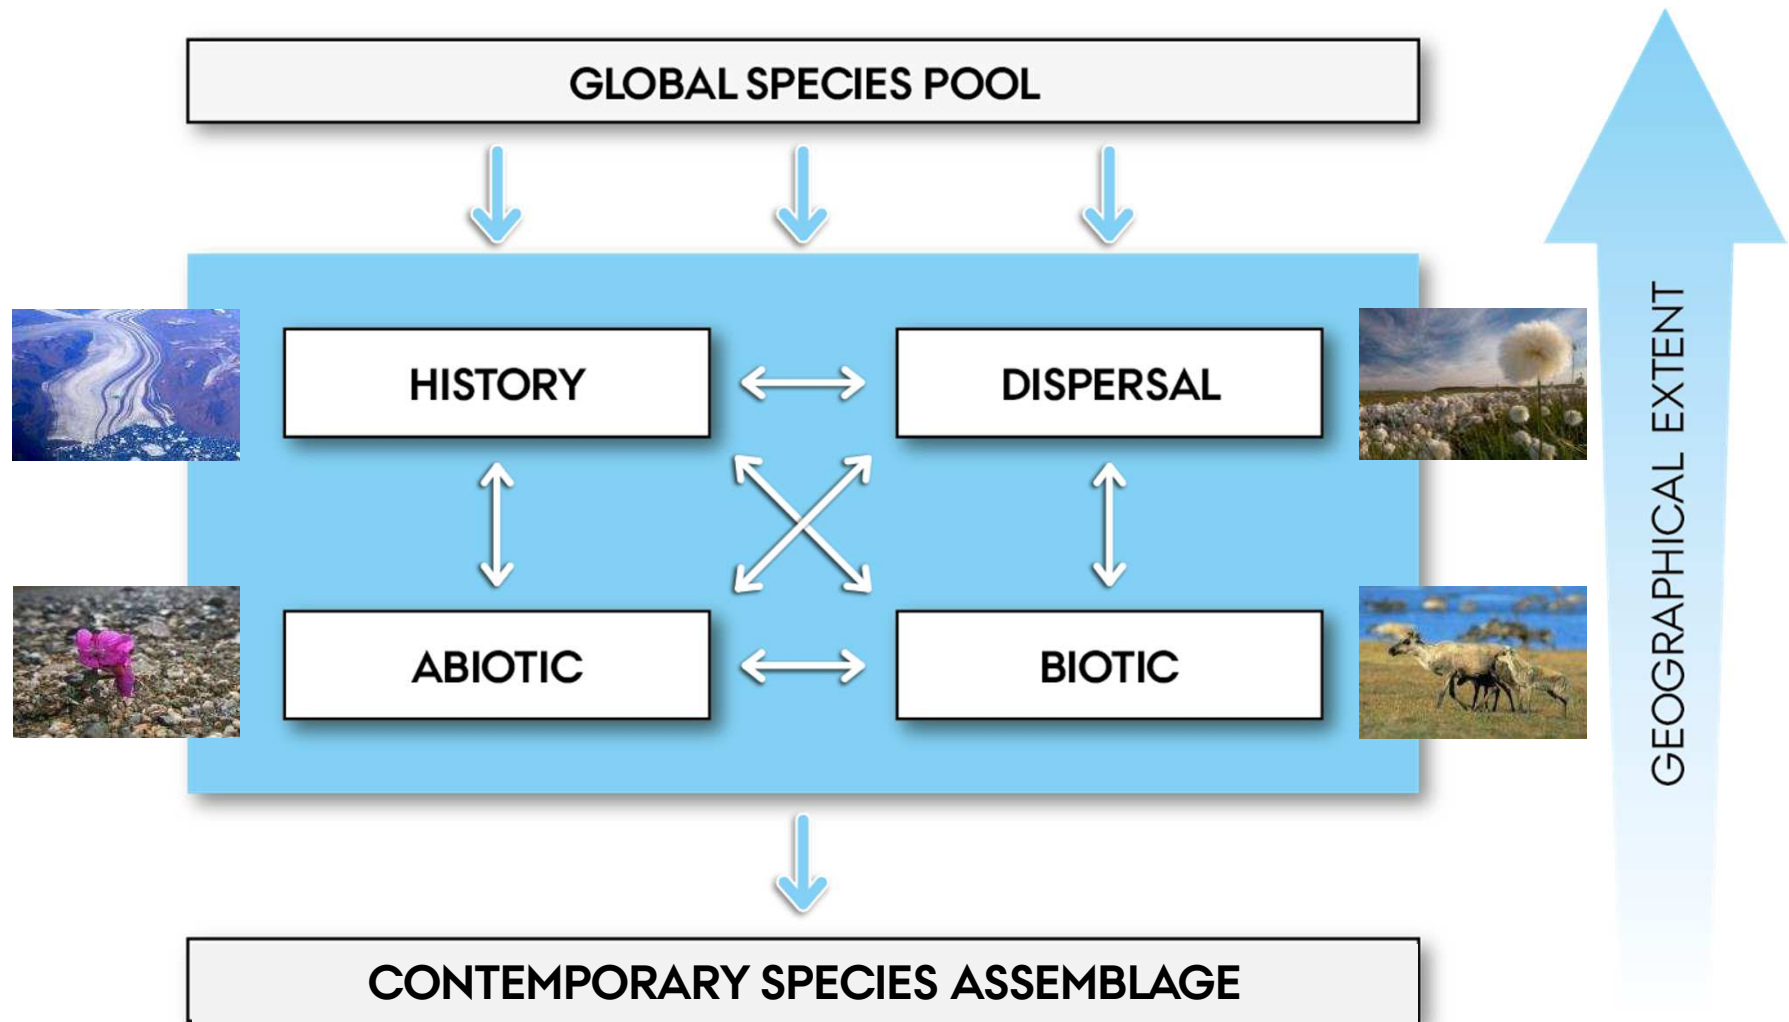 GLOBAL SPECIES POOL
HISTORY
DISPERSAL
ABIOTIC
BIOTIC
CONTEMPORARY SPECIES ASSEMBLAGE
GEOGRAPHICAL EXTENT